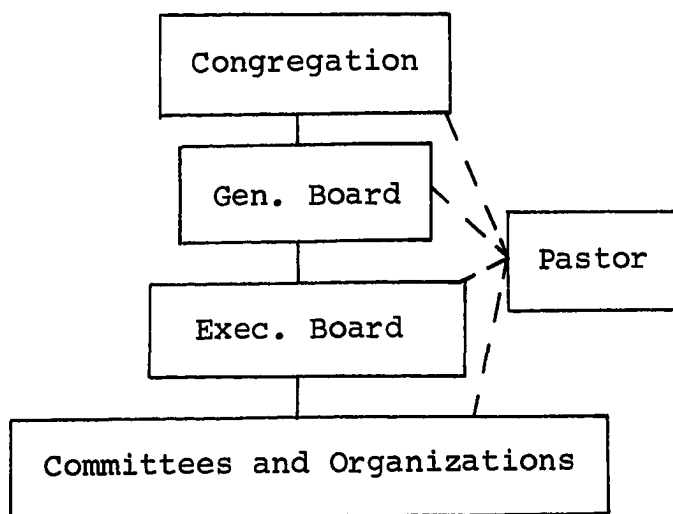 Congregation
Gen. Board
Pastor
Exec. Board
Committees and Organizations